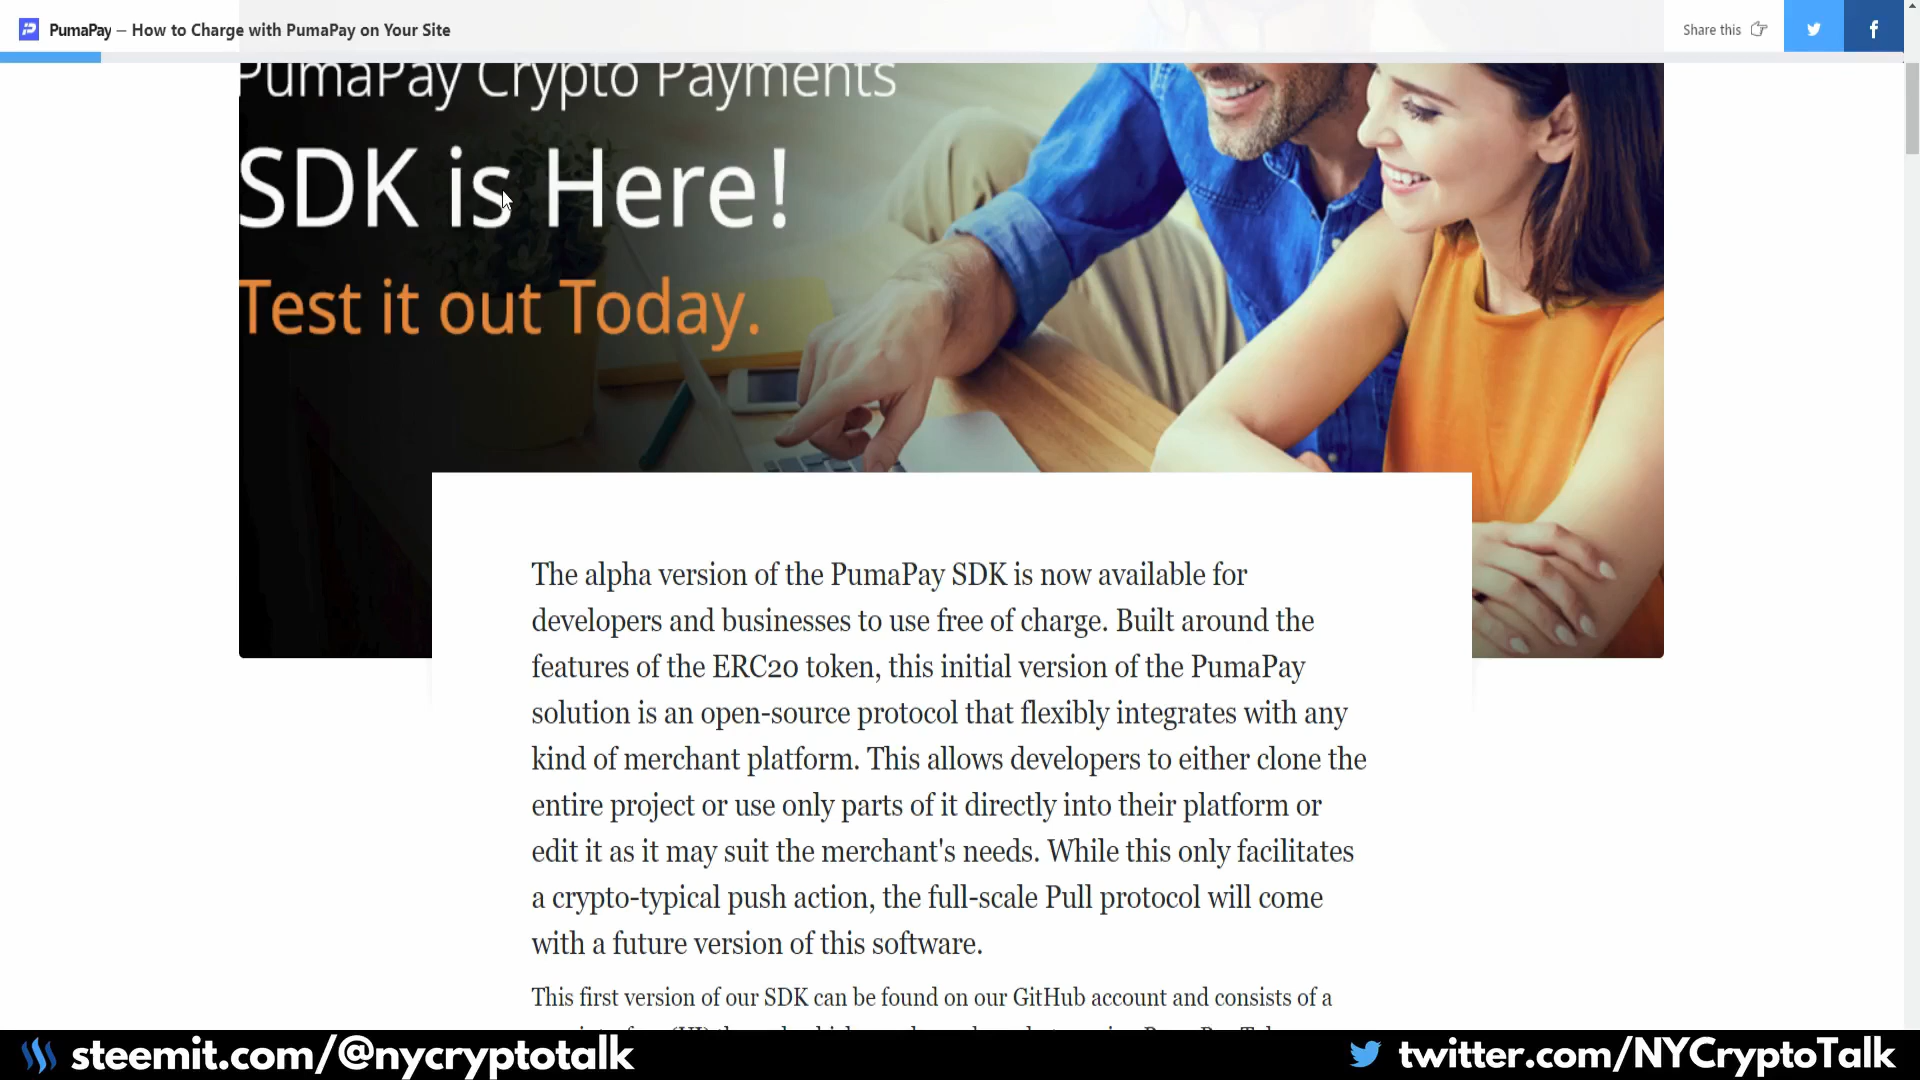 PumaPay – How to Charge with PumaPay on Your Site
Share this
PumaPay Crypto Payments
SDK is Here!
Test it out Today.
The alpha version of the PumaPay SDK is now available for
developers and businesses to use free of charge. Built around the
features of the ERC20 token, this initial version of the PumaPay
solution is an open-source protocol that flexibly integrates with any
kind of merchant platform. This allows developers to either clone the
entire project or use only parts of it directly into their platform or
edit it as it may suit the merchant's needs. While this only facilitates
a crypto-typical push action, the full-scale Pull protocol will come
with a future version of this software.
This first version of our SDK can be found on our GitHub account and consists of a
steemit.com/@nycryptotalk
twitter.com/NYCryptoTalk